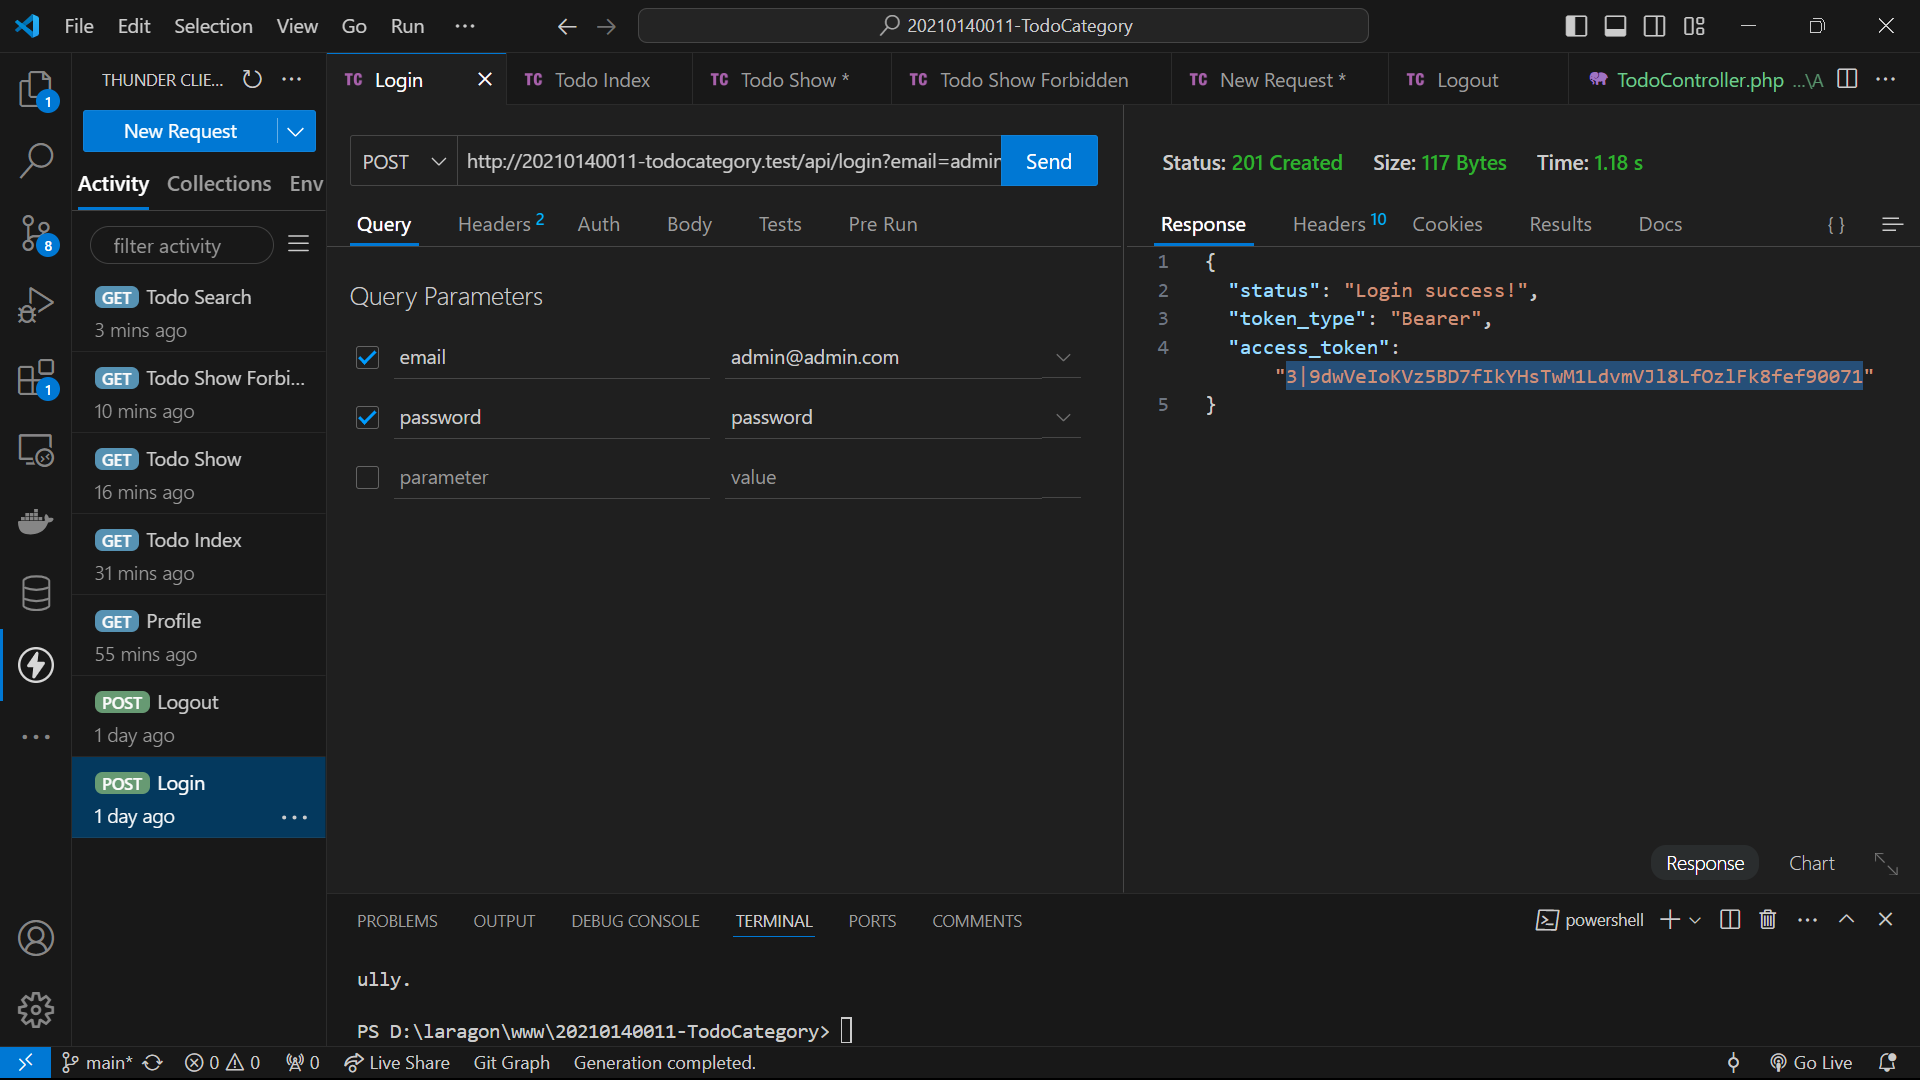 File Edit Selection View Go Run ···
20210140011-TodoCategory
THUNDER CLIE... ···
TC Login
TC Todo Index
TC Todo Show *
TC Todo Show Forbidden
TC New Request *
TC Logout
TodoController.php ...\A
1
8
1
New Request
Activity Collections Env
filter activity
GET Todo Search
3 mins ago
GET Todo Show Forbi...
10 mins ago
GET Todo Show
16 mins ago
GET Todo Index
31 mins ago
GET Profile
55 mins ago
POST Logout
1 day ago
POST Login
1 day ago ···
POST http://20210140011-todocategory.test/api/login?email=admin Send
Query Headers 2 Auth Body Tests Pre Run
Query Parameters
email admin@admin.com
password password
parameter value
Status: 201 Created Size: 117 Bytes Time: 1.18 s
Response Headers 10 Cookies Results Docs { }
1 {
2 "status": "Login success!",
3 "token_type": "Bearer",
4 "access_token":
"3|9dwVeIoKVz5BD7fIkYHsTwM1LdvmVJl8LfOzlFk8fef90071"
5 }
Response Chart
PROBLEMS OUTPUT DEBUG CONSOLE TERMINAL PORTS COMMENTS
powershell
ully.
PS D:\laragon\www\20210140011-TodoCategory>
main* 0 0 0 Live Share Git Graph Generation completed. Go Live